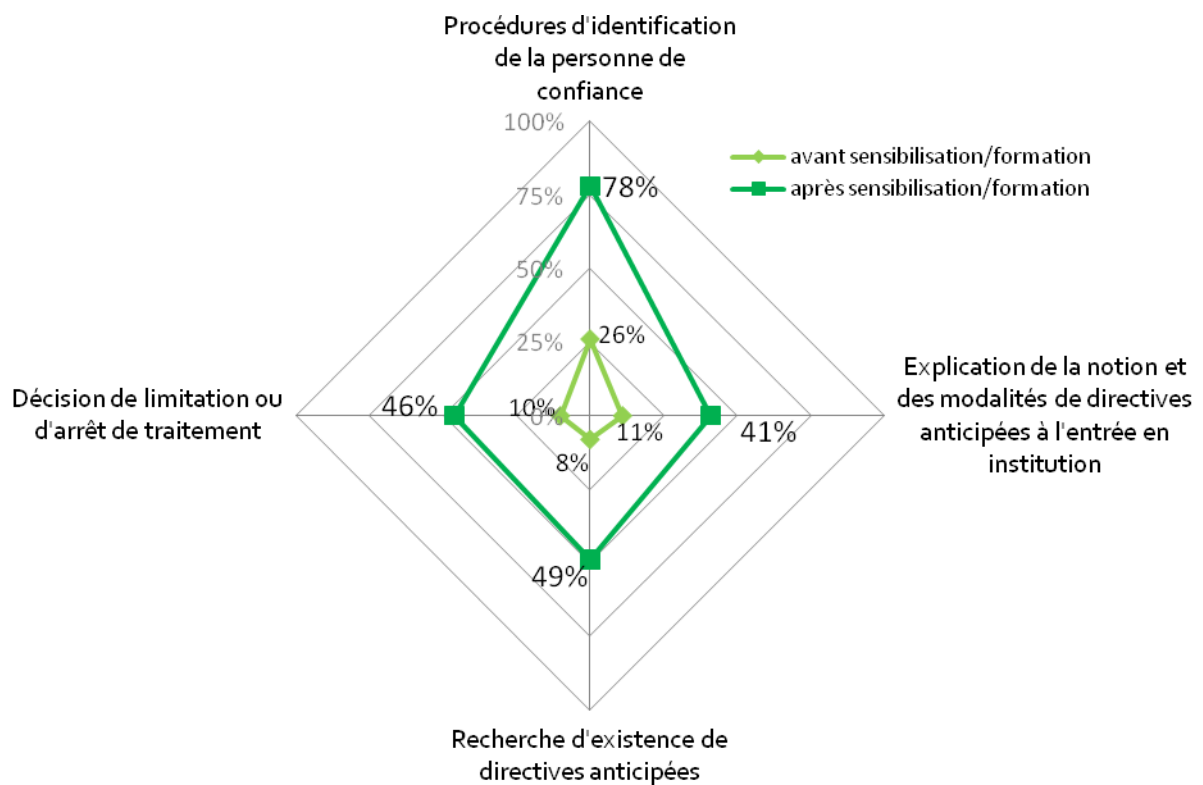 Procédures d'identification
de la personne de
confiance
100%
avant sensibilisation/formation
après sensibilisation/formation
75%
78%
50%
25%
26%
Explication de la notion et
des modalités de directives
anticipées à l'entrée en
institution
Décision de limitation ou
d'arrêt de traitement
46%
10%
0%
11%
41%
8%
49%
Recherche d'existence de
directives anticipées